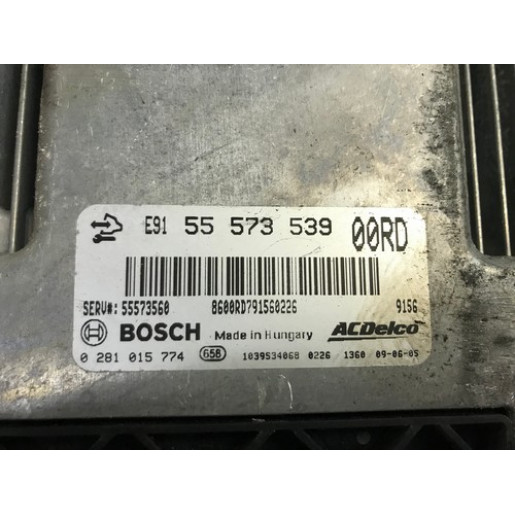 E91 55 573 539 00RD
SERV#: 55573560 8600RD791560226 9156
BOSCH Made in Hungary ACDelco
0 281 015 774 658 1039S34068 0226 1360 09-06-05